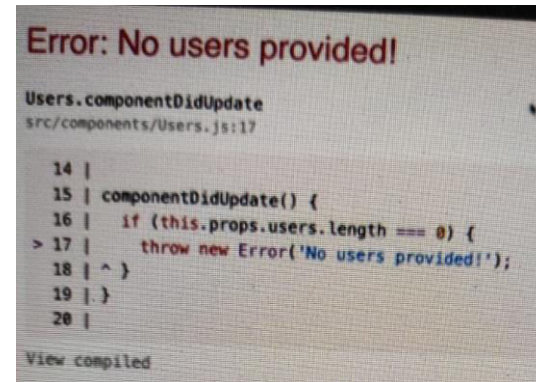 Error: No users provided!
Users.componentDidUpdate
src/components/Users.js:17
14 |
15 | componentDidUpdate() {
16 |   if (this.props.users.length === 0) {
> 17 |     throw new Error('No users provided!');
18 | ^ }
19 | }
20 |
View compiled